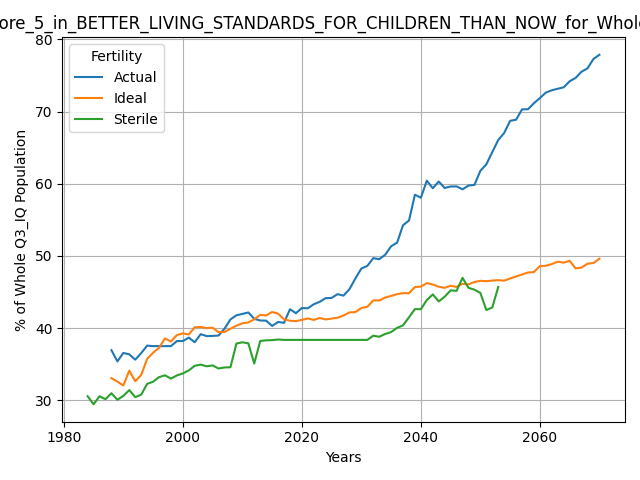 ore_5_in_BETTER_LIVING_STANDARDS_FOR_CHILDREN_THAN_NOW_for_Whole
Fertility
Actual
Ideal
Sterile
% of Whole Q3_IQ Population
80
70
60
50
40
30
1980
2000
2020
2040
2060
Years